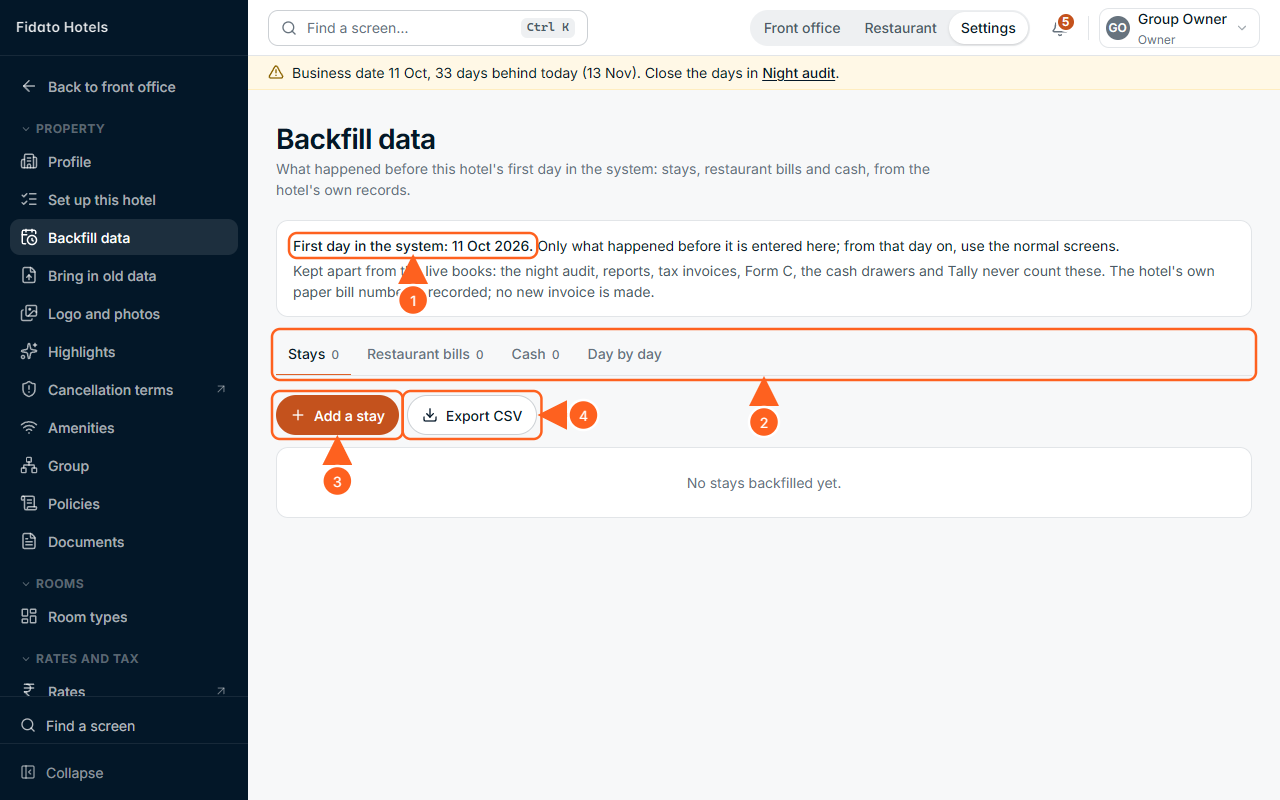 Fidato Hotels
Find a screen...
Ctrl K
Front office
Restaurant
Settings
5
GO
Group Owner
Owner
Business date 11 Oct, 33 days behind today (13 Nov). Close the days in Night audit.
Back to front office
PROPERTY
Profile
Set up this hotel
Backfill data
Bring in old data
Logo and photos
Highlights
Cancellation terms
Amenities
Group
Policies
Documents
ROOMS
Room types
RATES AND TAX
Rates
Find a screen
Collapse
Backfill data
What happened before this hotel's first day in the system: stays, restaurant bills and cash, from the
hotel's own records.
First day in the system: 11 Oct 2026. Only what happened before it is entered here; from that day on, use the normal screens.
Kept apart from live books: the night audit, reports, tax invoices, Form C, the cash drawers and Tally never count these. The hotel's own
paper bill recorded; no new invoice is made.
1
Stays 0
Restaurant bills 0
Cash 0
Day by day
2
Add a stay
Export CSV
4
3
No stays backfilled yet.